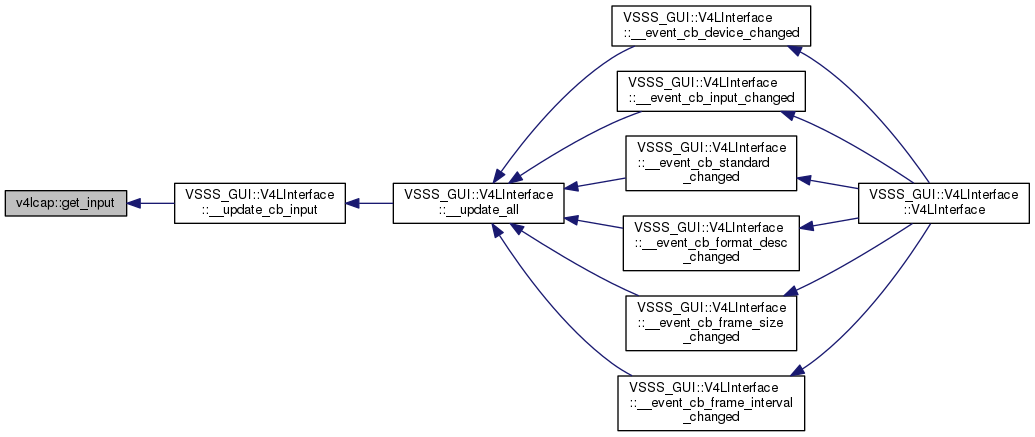 VSSS_GUI::V4LInterface
::__event_cb_device_changed
VSSS_GUI::V4LInterface
::__event_cb_input_changed
VSSS_GUI::V4LInterface
::__event_cb_standard
_changed
v4lcap::get_input
VSSS_GUI::V4LInterface
::__update_cb_input
VSSS_GUI::V4LInterface
::__update_all
VSSS_GUI::V4LInterface
::V4LInterface
VSSS_GUI::V4LInterface
::__event_cb_format_desc
_changed
VSSS_GUI::V4LInterface
::__event_cb_frame_size
_changed
VSSS_GUI::V4LInterface
::__event_cb_frame_interval
_changed